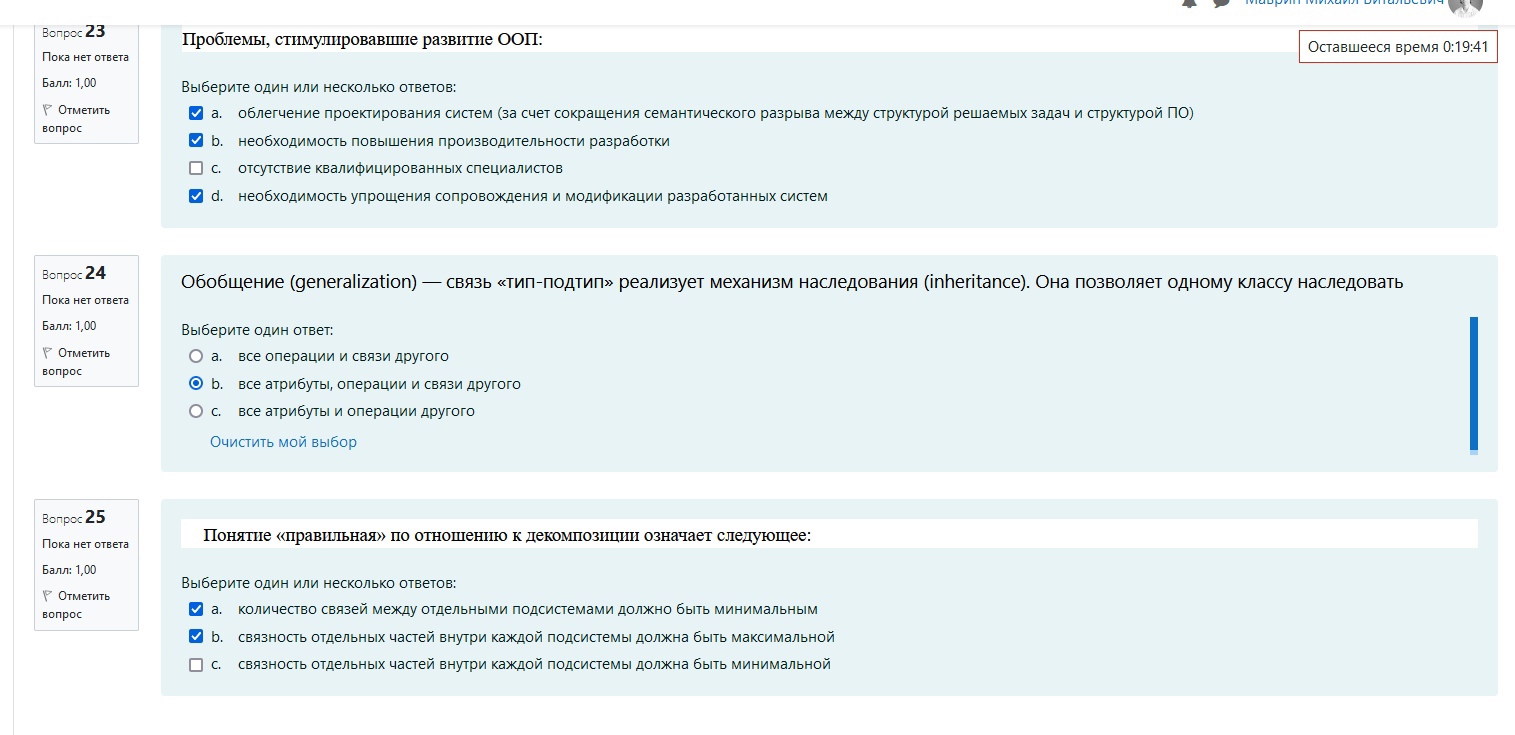 Маврин Михаил Витальевич
Оставшееся время 0:19:41
Вопрос 23
Пока нет ответа
Балл: 1,00
Отметить
вопрос
Проблемы, стимулировавшие развитие ООП:
Выберите один или несколько ответов:
a. облегчение проектирования систем (за счет сокращения семантического разрыва между структурой решаемых задач и структурой ПО)
b. необходимость повышения производительности разработки
c. отсутствие квалифицированных специалистов
d. необходимость упрощения сопровождения и модификации разработанных систем
Вопрос 24
Пока нет ответа
Балл: 1,00
Отметить
вопрос
Обобщение (generalization) — связь «тип-подтип» реализует механизм наследования (inheritance). Она позволяет одному классу наследовать
Выберите один ответ:
a. все операции и связи другого
b. все атрибуты, операции и связи другого
c. все атрибуты и операции другого
Очистить мой выбор
Вопрос 25
Пока нет ответа
Балл: 1,00
Отметить
вопрос
Понятие «правильная» по отношению к декомпозиции означает следующее:
Выберите один или несколько ответов:
a. количество связей между отдельными подсистемами должно быть минимальным
b. связность отдельных частей внутри каждой подсистемы должна быть максимальной
c. связность отдельных частей внутри каждой подсистемы должна быть минимальной